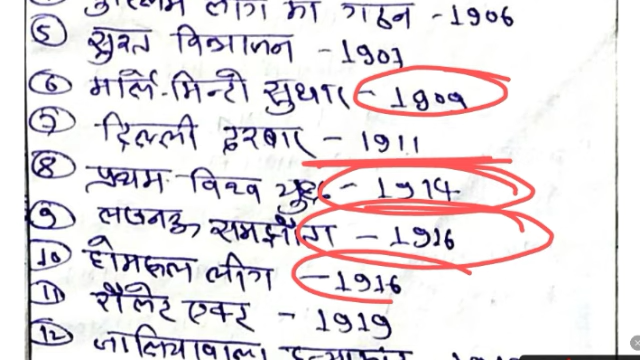 मुस्लिम लीग का गठन - 1906
⑤ सुरत विभाजन - 1907
⑥ मार्ले-मिन्टो सुधार - 1909
⑦ दिल्ली दरबार - 1911
⑧ प्रथम विश्व युद्ध - 1914
⑨ लखनऊ समझौता - 1916
⑩ होमरूल लीग - 1916
⑪ रौलेट एक्ट - 1919
⑫ जालियावाला हत्याकांड